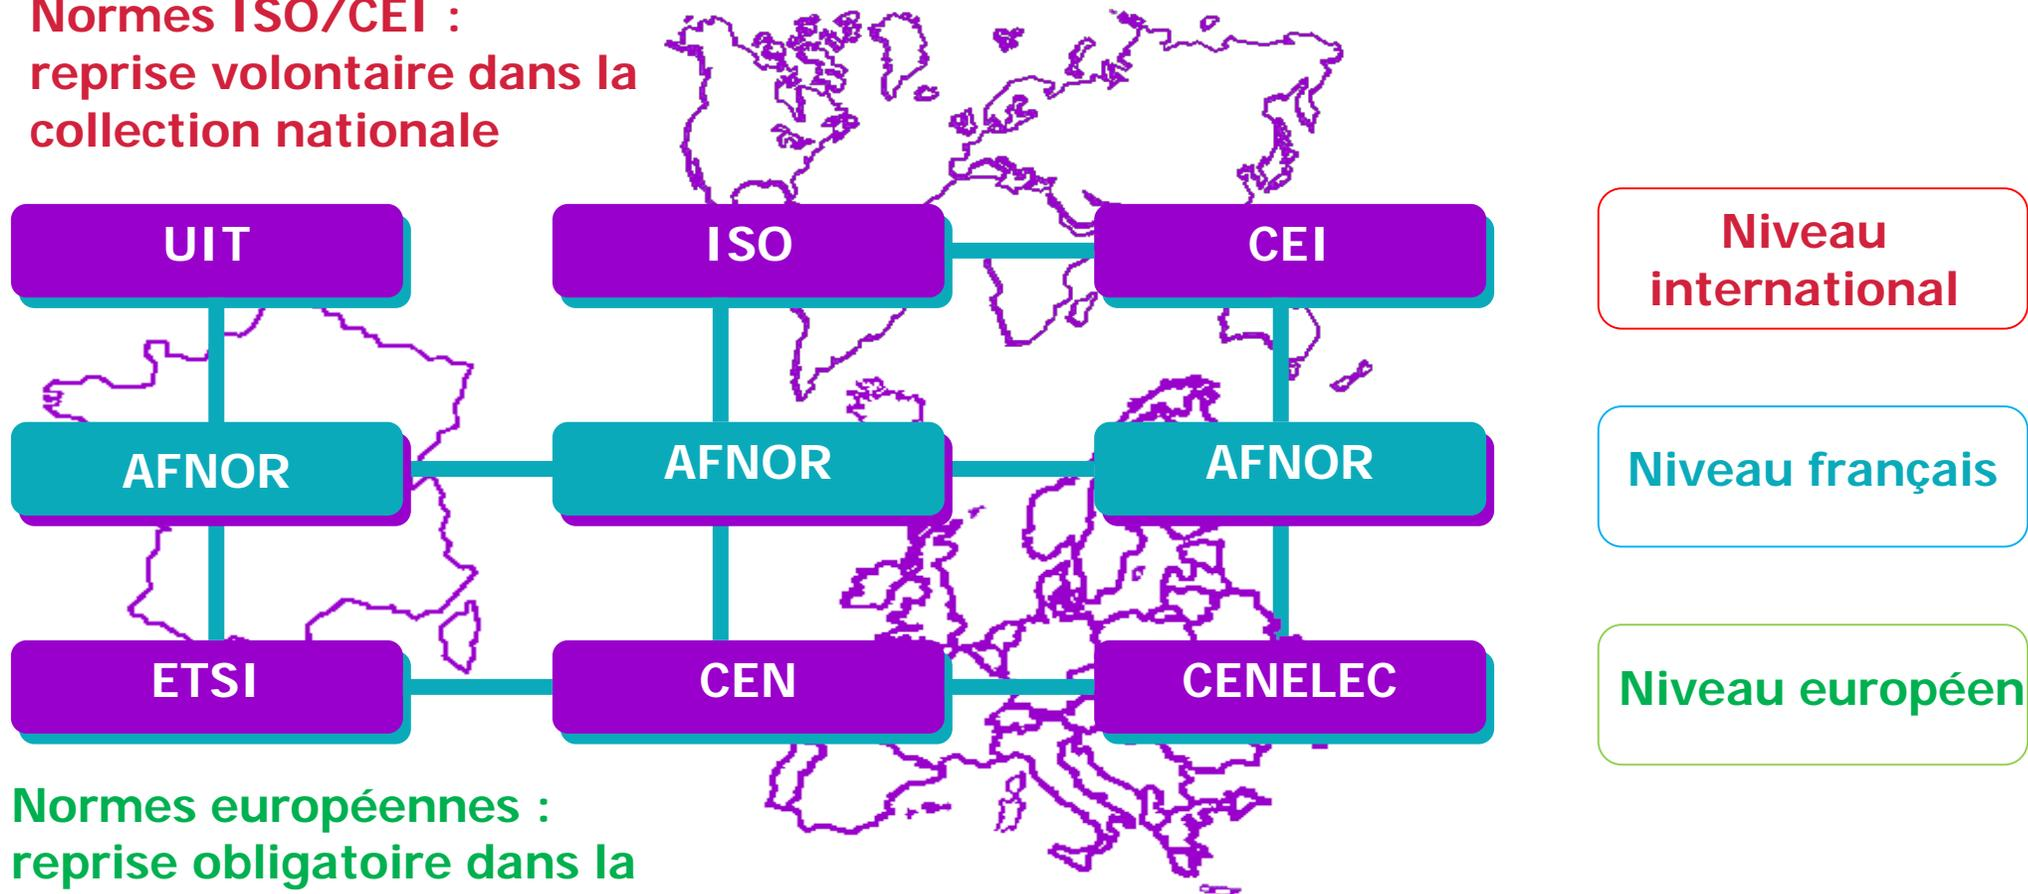 Normes ISO/CEI :
reprise volontaire dans la
collection nationale
UIT
ISO
CEI
Niveau
international
AFNOR
AFNOR
AFNOR
Niveau français
ETSI
CEN
CENELEC
Niveau européen
Normes européennes :
reprise obligatoire dans la